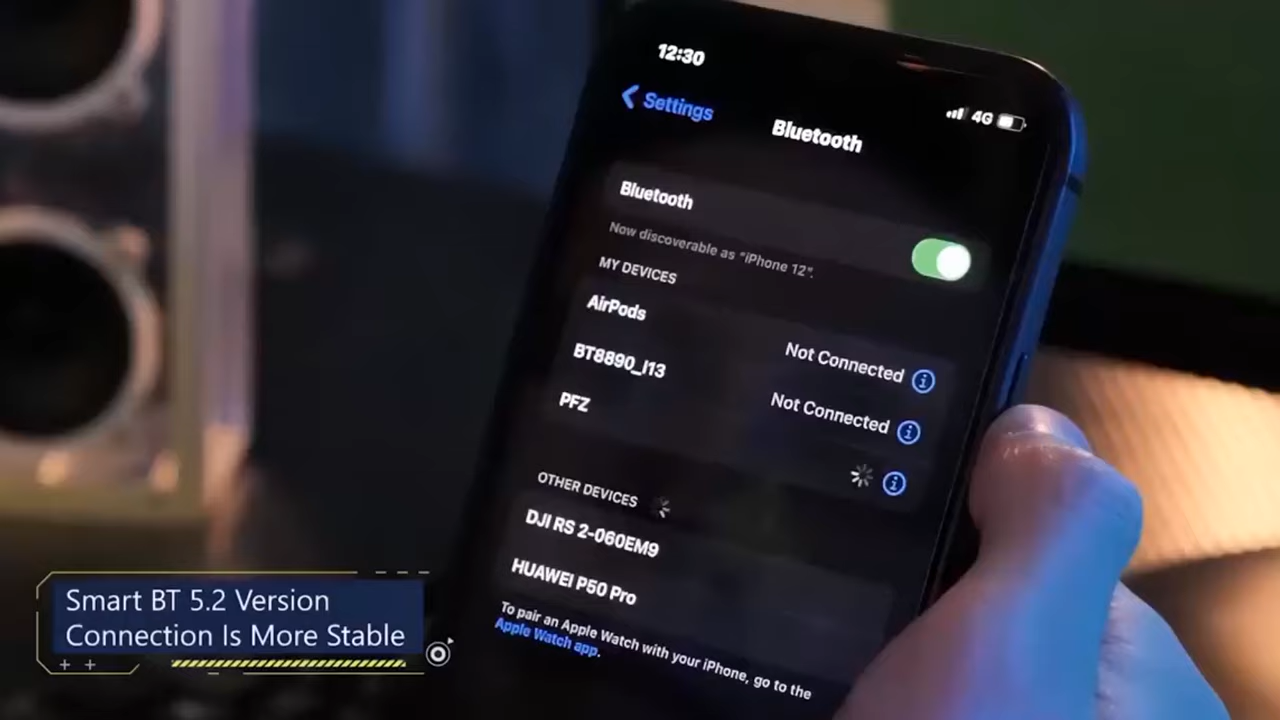 12:30
4G
Settings
Bluetooth
Bluetooth
Now discoverable as "iPhone 12".
MY DEVICES
AirPods
Not Connected
BT8890_I13
Not Connected
PFZ
OTHER DEVICES
DJI RS 2-060EM9
HUAWEI P50 Pro
To pair an Apple Watch with your iPhone, go to the
Apple Watch app.
Smart BT 5.2 Version
Connection Is More Stable